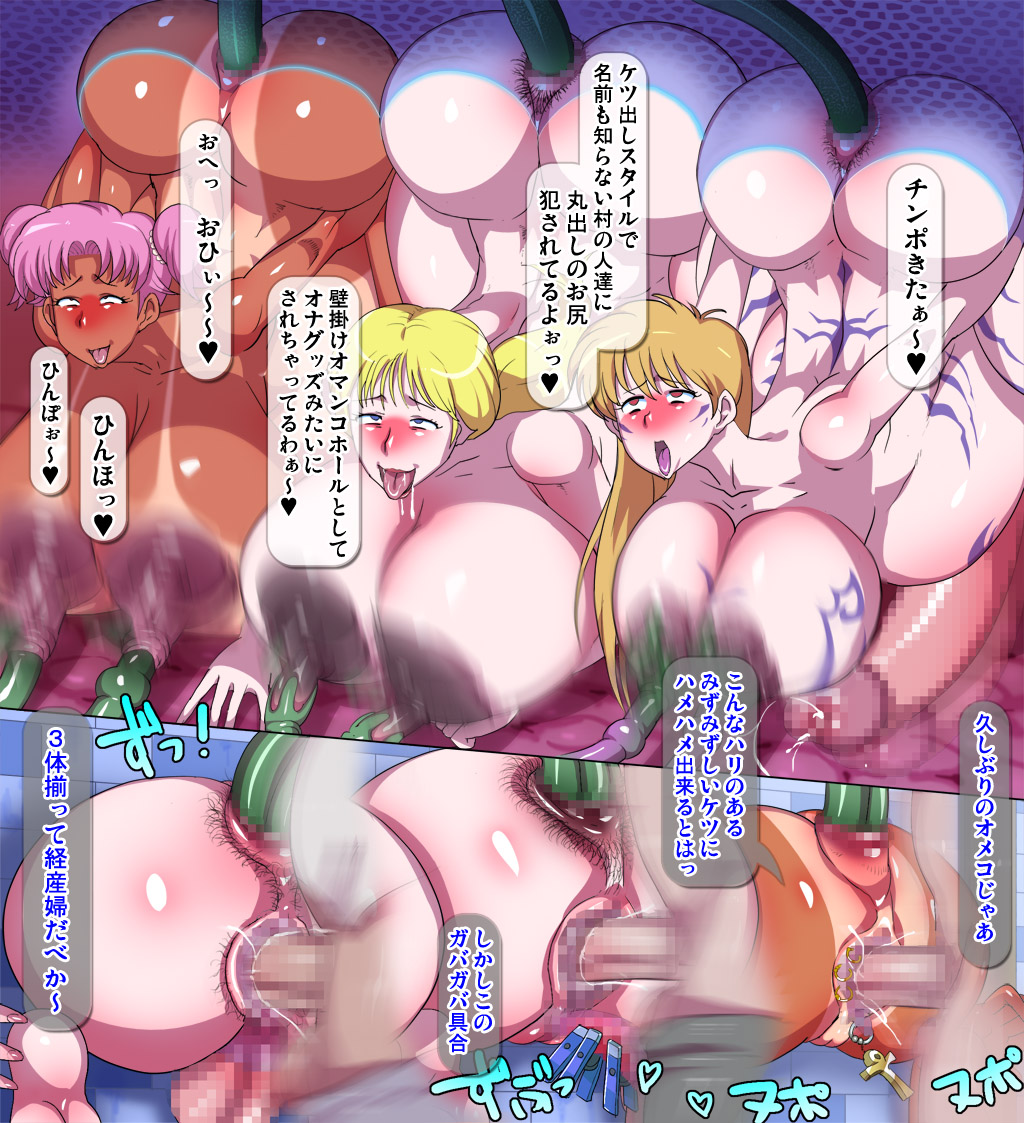 チンポきたぁ〜♥
ケツ出しスタイルで
名前も知らない村の人達に
丸出しのお尻
犯されてるよぉっ♥
おへっ おひぃ〜〜〜♥
壁掛けオマンコホールとして
オナグッズみたいに
されちゃってるわぁ〜♥
ひんほっ♥
ひんぽぉ〜♥
ずっ!
久しぶりのオメコじゃあ
こんなハリのある
みずみずしいケツに
ハメハメ出来るとはっ
しかしこの
ガバガバ具合
3体揃って経産婦だべか〜
ずぶっ
♡
♡ヌポ
ヌポ